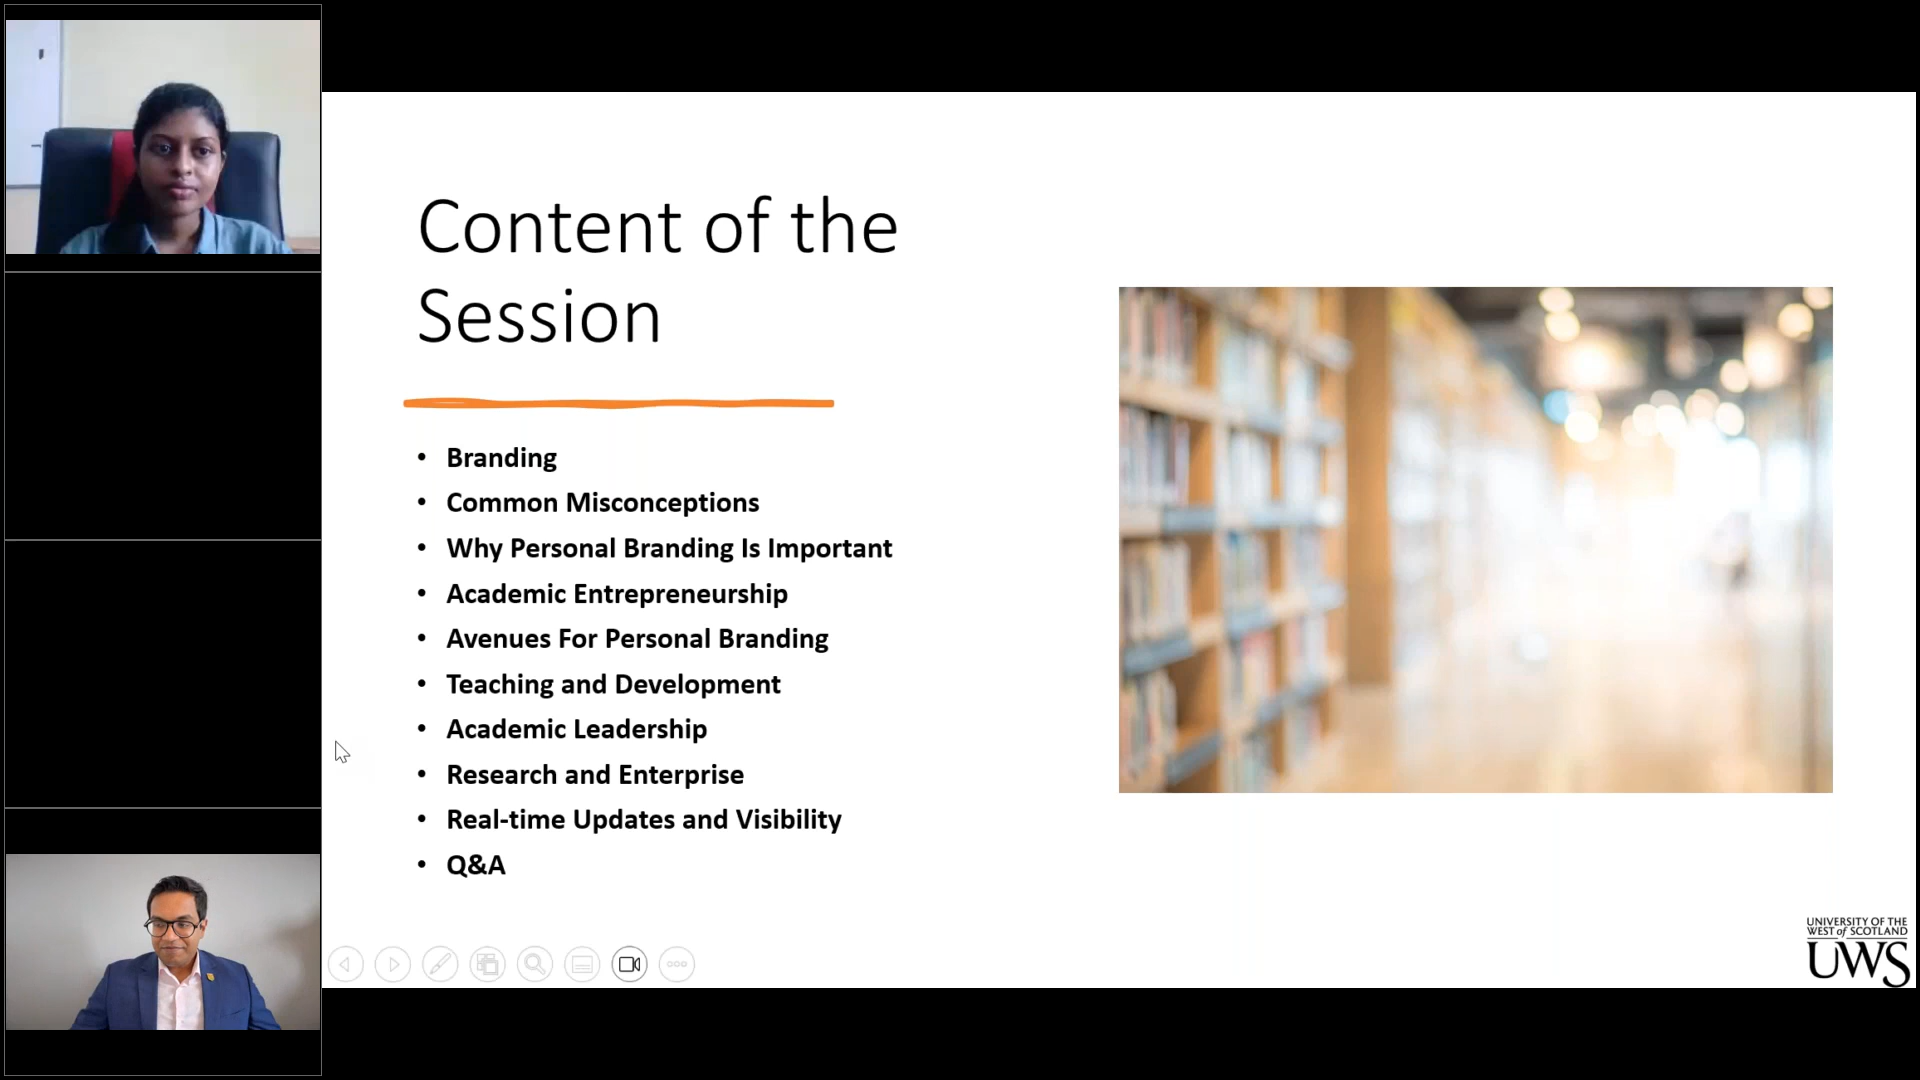 Content of the
Session
• Branding
• Common Misconceptions
• Why Personal Branding Is Important
• Academic Entrepreneurship
• Avenues For Personal Branding
• Teaching and Development
• Academic Leadership
• Research and Enterprise
• Real-time Updates and Visibility
• Q&A
UNIVERSITY OF THE
WEST of SCOTLAND
UWS